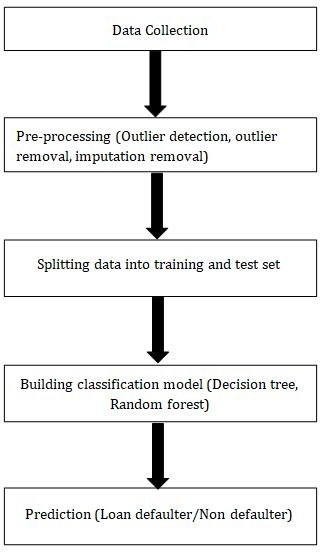 Data Collection
Pre-processing (Outlier detection, outlier
removal, imputation removal)
Splitting data into training and test set
Building classification model (Decision tree,
Random forest)
Prediction (Loan defaulter/Non defaulter)